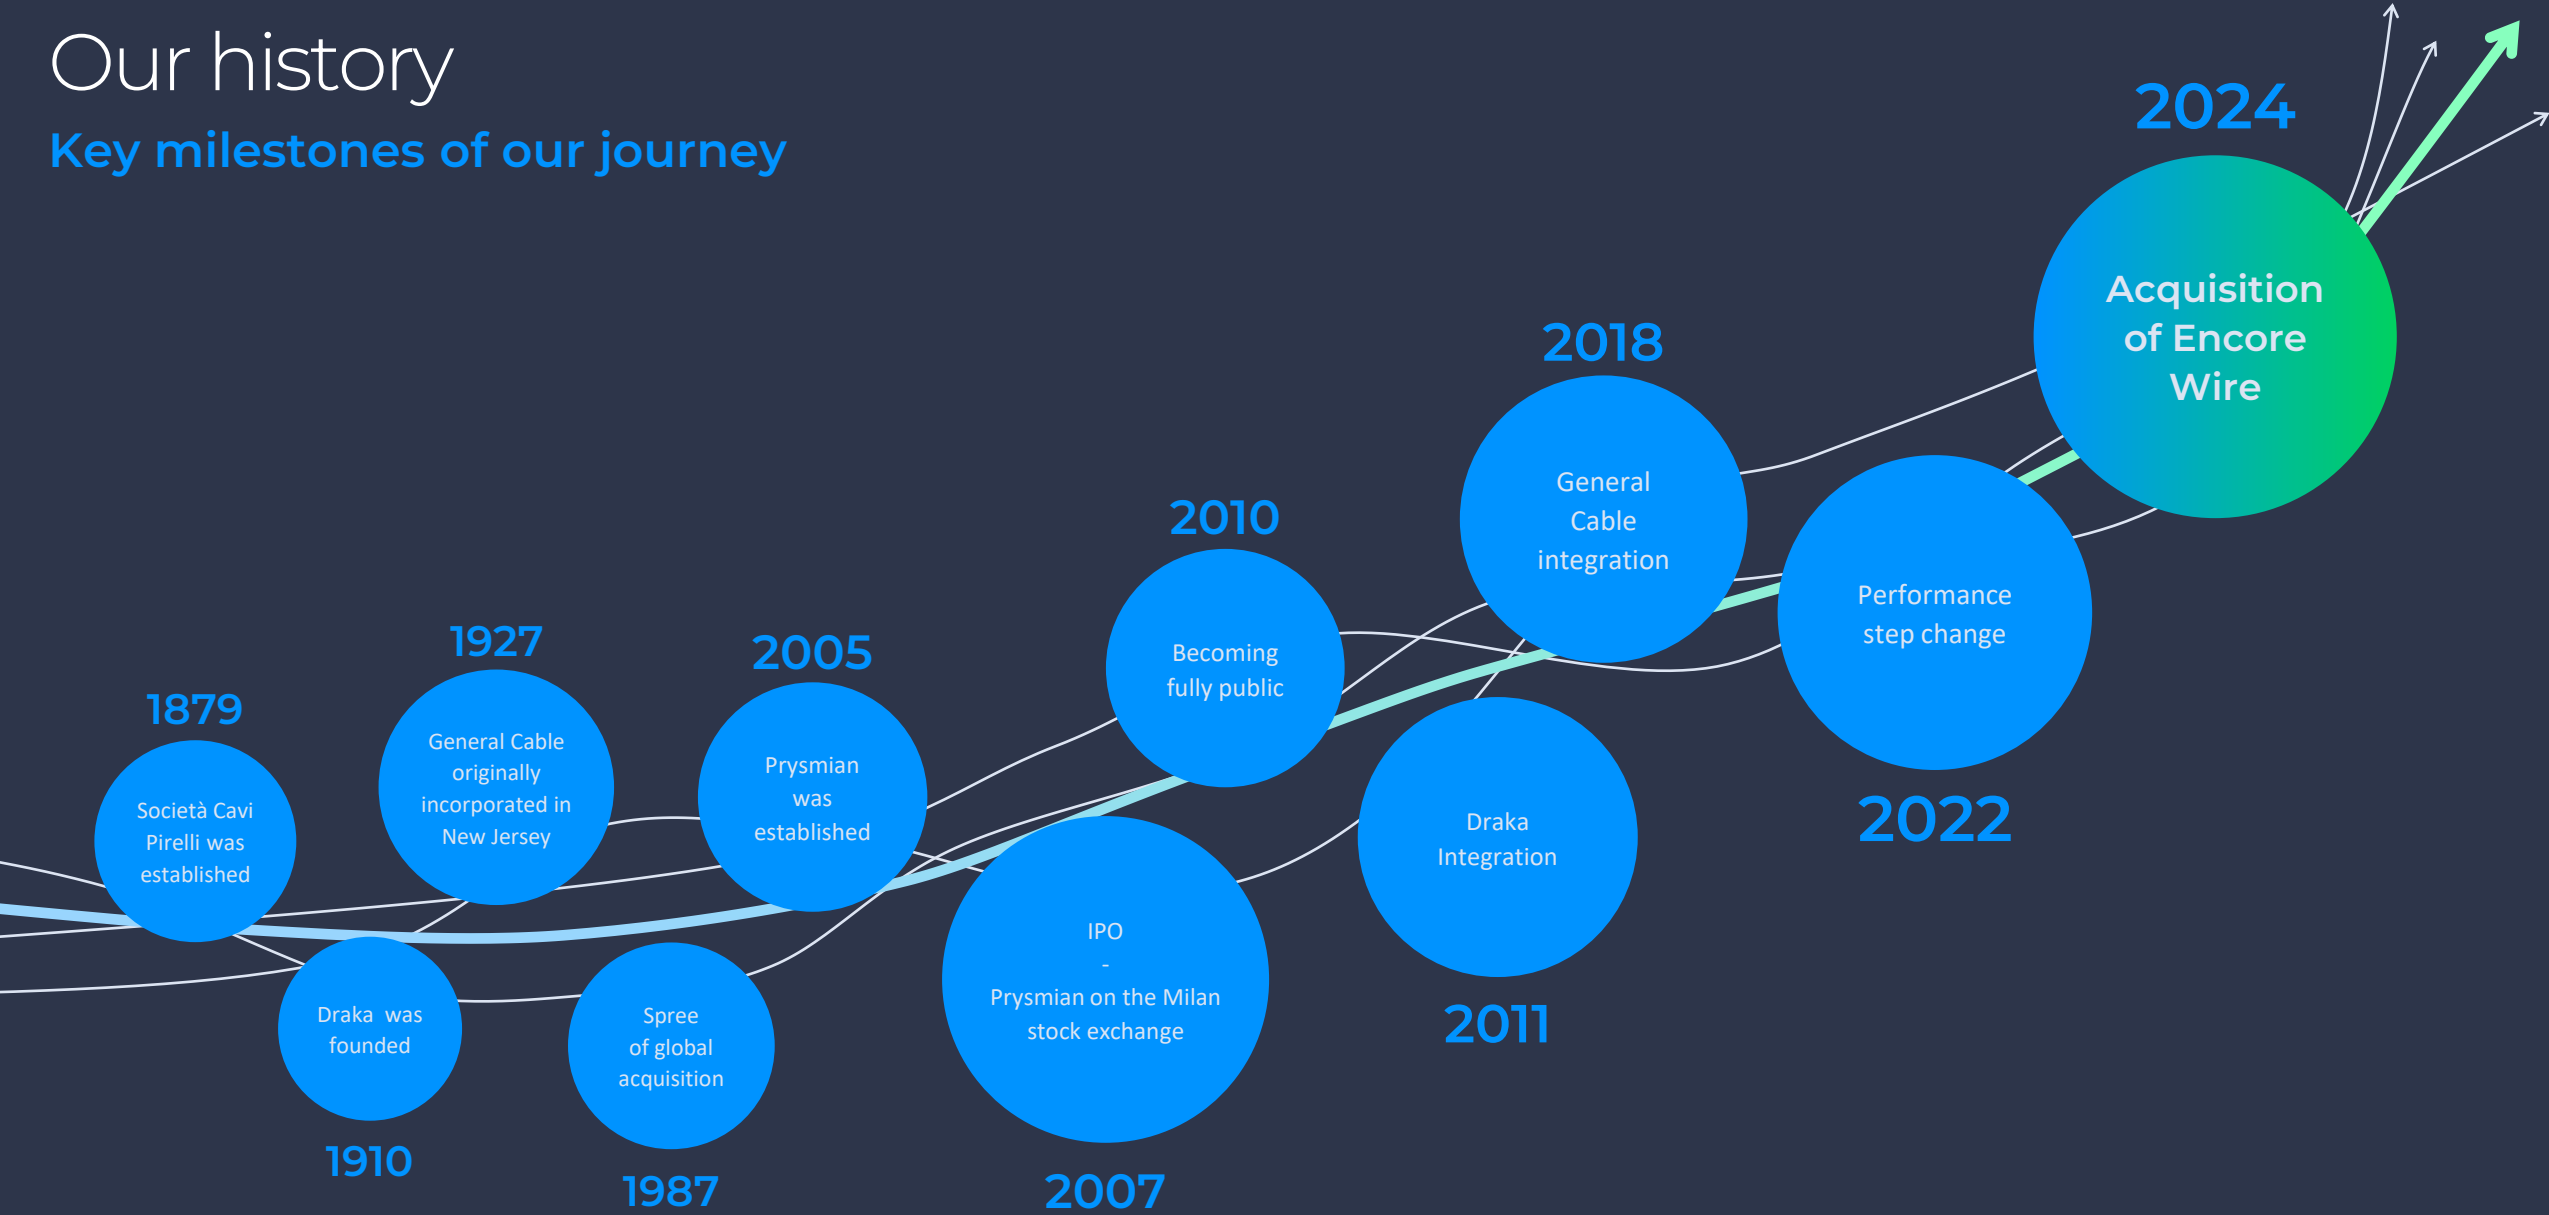 Our history
Key milestones of our journey
1879
Società Cavi
Pirelli was
established
Draka was
founded
1910
1927
General Cable
originally
incorporated in
New Jersey
Spree
of global
acquisition
1987
2005
Prysmian
was
established
IPO
-
Prysmian on the Milan
stock exchange
2007
2010
Becoming
fully public
Draka
Integration
2011
2018
General
Cable
integration
Performance
step change
2022
2024
Acquisition
of Encore
Wire